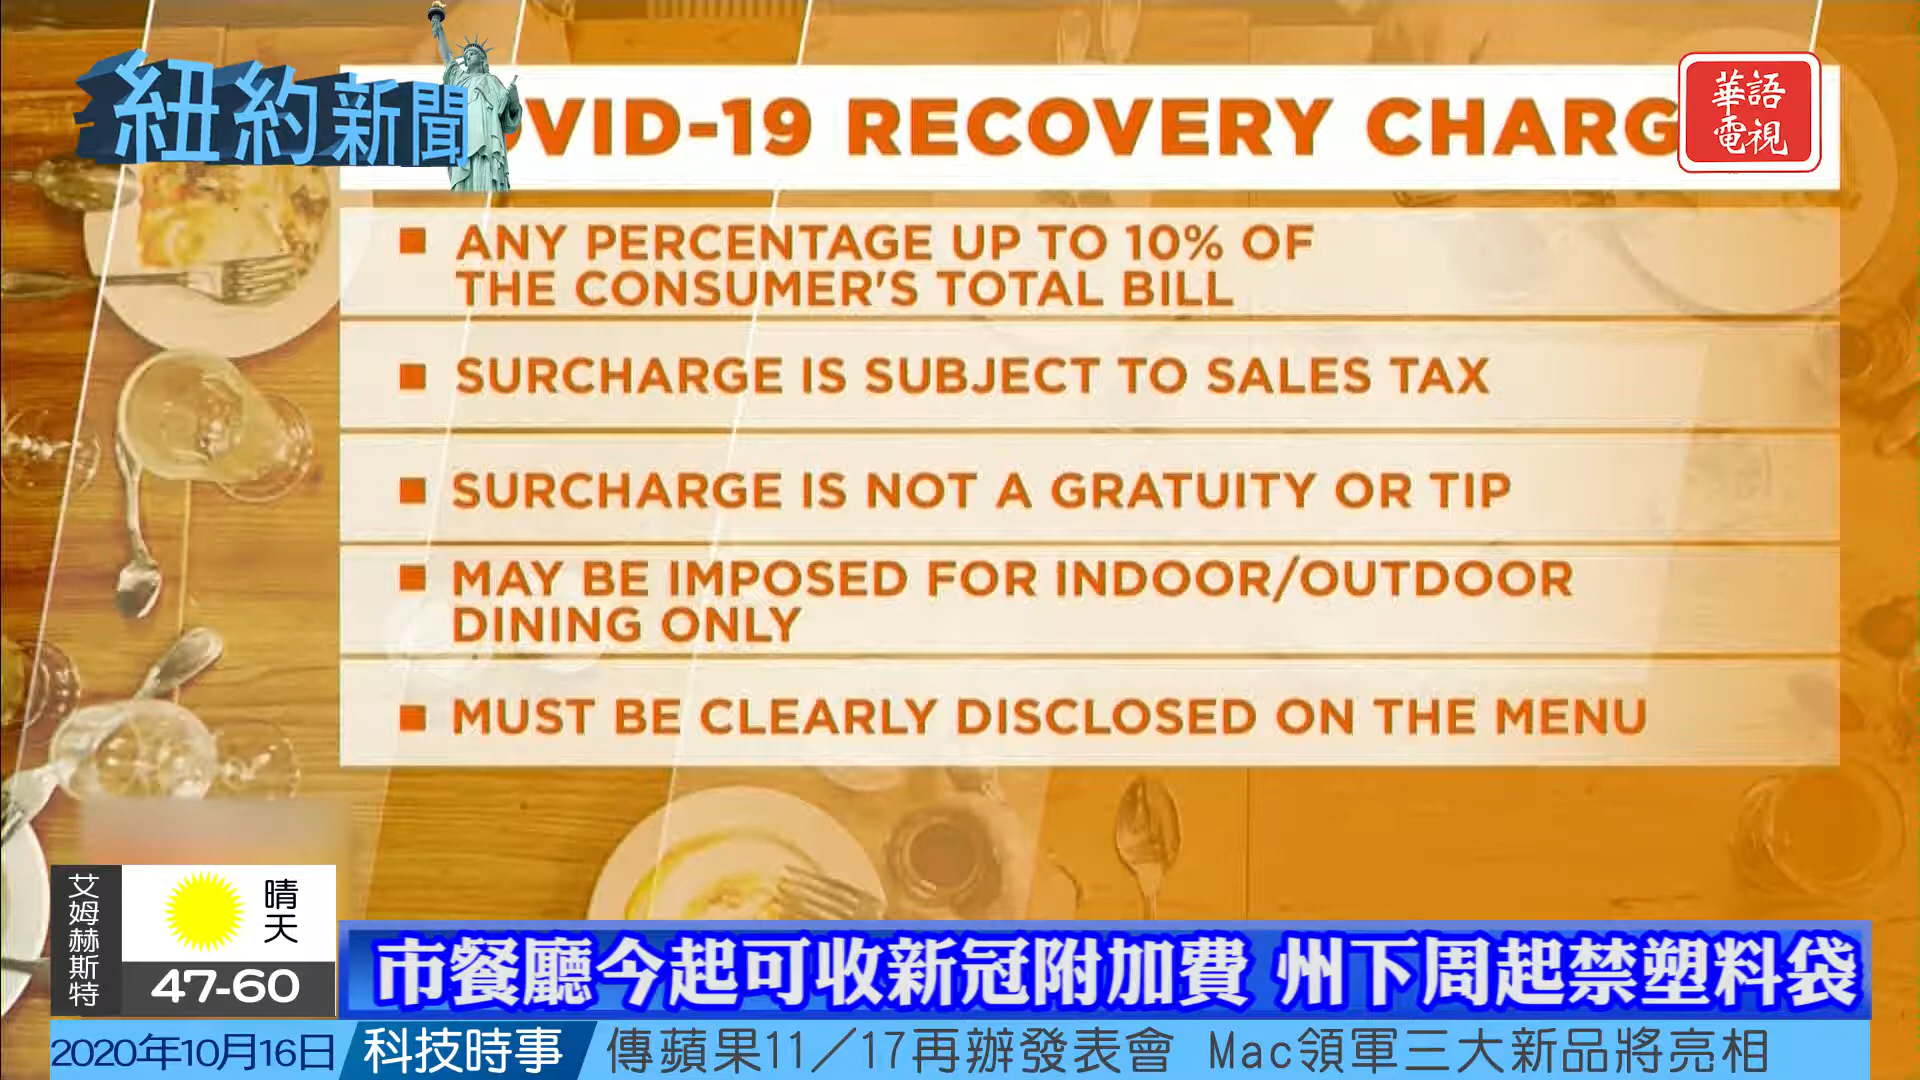 紐約新聞
OVID-19 RECOVERY CHARG
華語
電視
ANY PERCENTAGE UP TO 10% OF
THE CONSUMER'S TOTAL BILL
SURCHARGE IS SUBJECT TO SALES TAX
SURCHARGE IS NOT A GRATUITY OR TIP
MAY BE IMPOSED FOR INDOOR/OUTDOOR
DINING ONLY
MUST BE CLEARLY DISCLOSED ON THE MENU
艾姆赫斯特
晴天
47-60
市餐廳今起可收新冠附加費 州下周起禁塑料袋
2020年10月16日
科技時事
傳蘋果11／17再辦發表會 Mac領軍三大新品將亮相